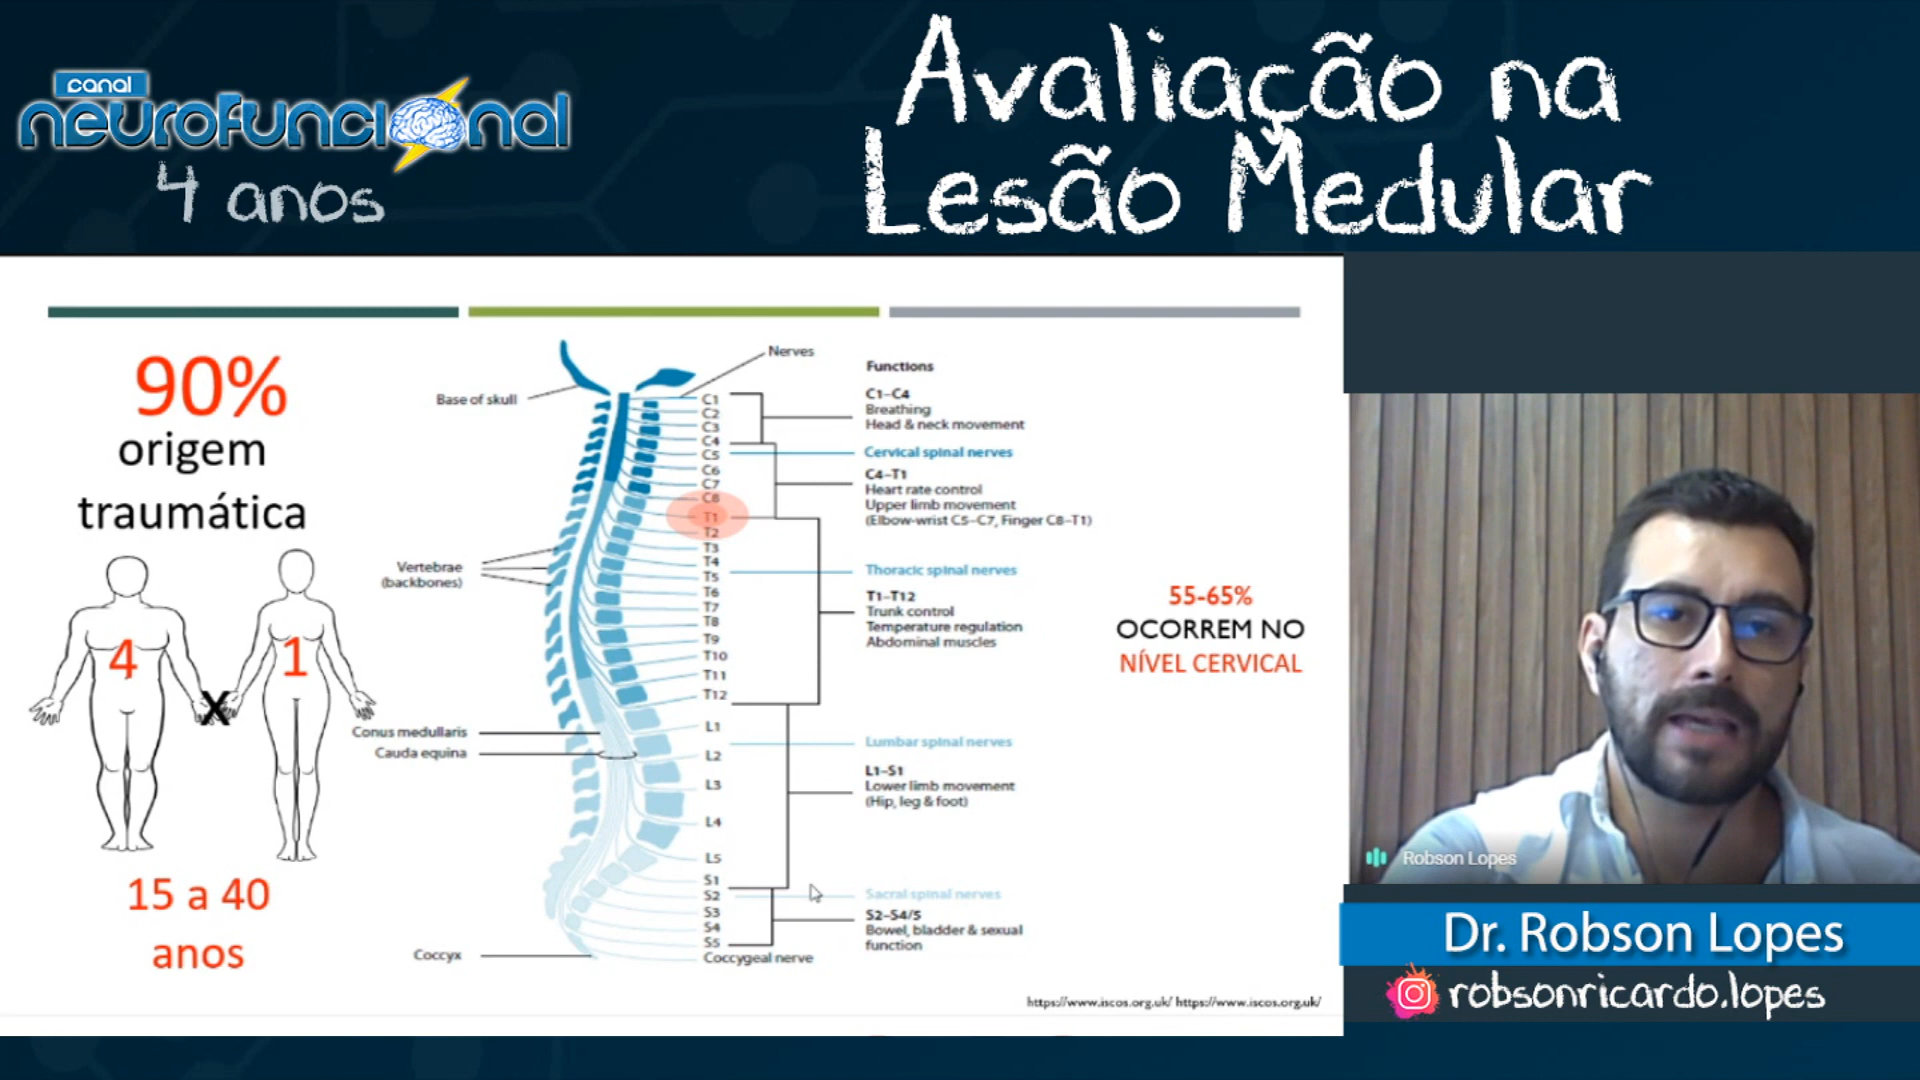 canal
neurofuncional
4 anos
Avaliação na
Lesão Medular
90%
origem
traumática
4
x
1
15 a 40
anos
Base of skull
Vertebrae
(backbones)
Conus medullaris
Cauda equina
Coccyx
Nerves
C1
C2
C3
C4
C5
C6
C7
C8
T1
T2
T3
T4
T5
T6
T7
T8
T9
T10
T11
T12
L1
L2
L3
L4
L5
S1
S2
S3
S4
S5
Coccygeal nerve
Functions
C1–C4
Breathing
Head & neck movement
Cervical spinal nerves
C4–T1
Heart rate control
Upper limb movement
(Elbow-wrist C5–C7, Finger C8–T1)
Thoracic spinal nerves
T1–T12
Trunk control
Temperature regulation
Abdominal muscles
Lumbar spinal nerves
L1–S1
Lower limb movement
(Hip, leg & foot)
Sacral spinal nerves
S2–S4/5
Bowel, bladder & sexual
function
55-65%
OCORREM NO
NÍVEL CERVICAL
https://www.iscos.org.uk/ https://www.iscos.org.uk/
Robson Lopes
Dr. Robson Lopes
robsonricardo.lopes